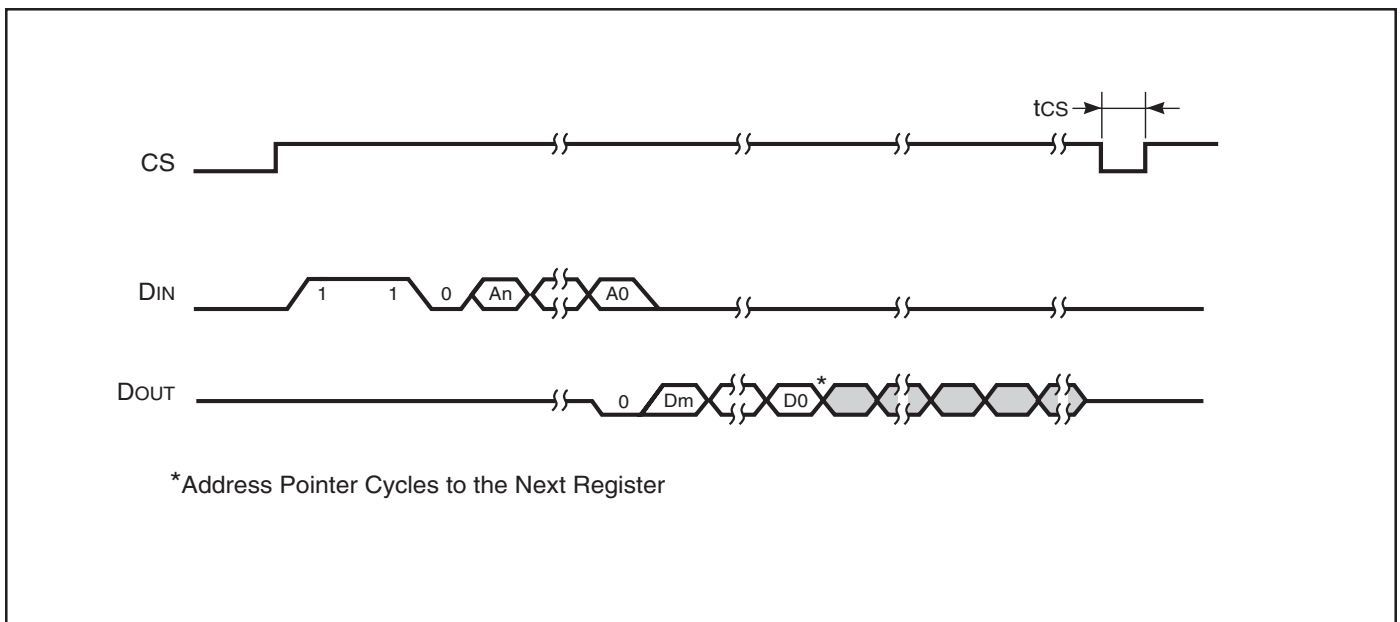 tCS
CS
DIN
1 1 0 An A0
DOUT
0 Dm D0 *
*Address Pointer Cycles to the Next Register